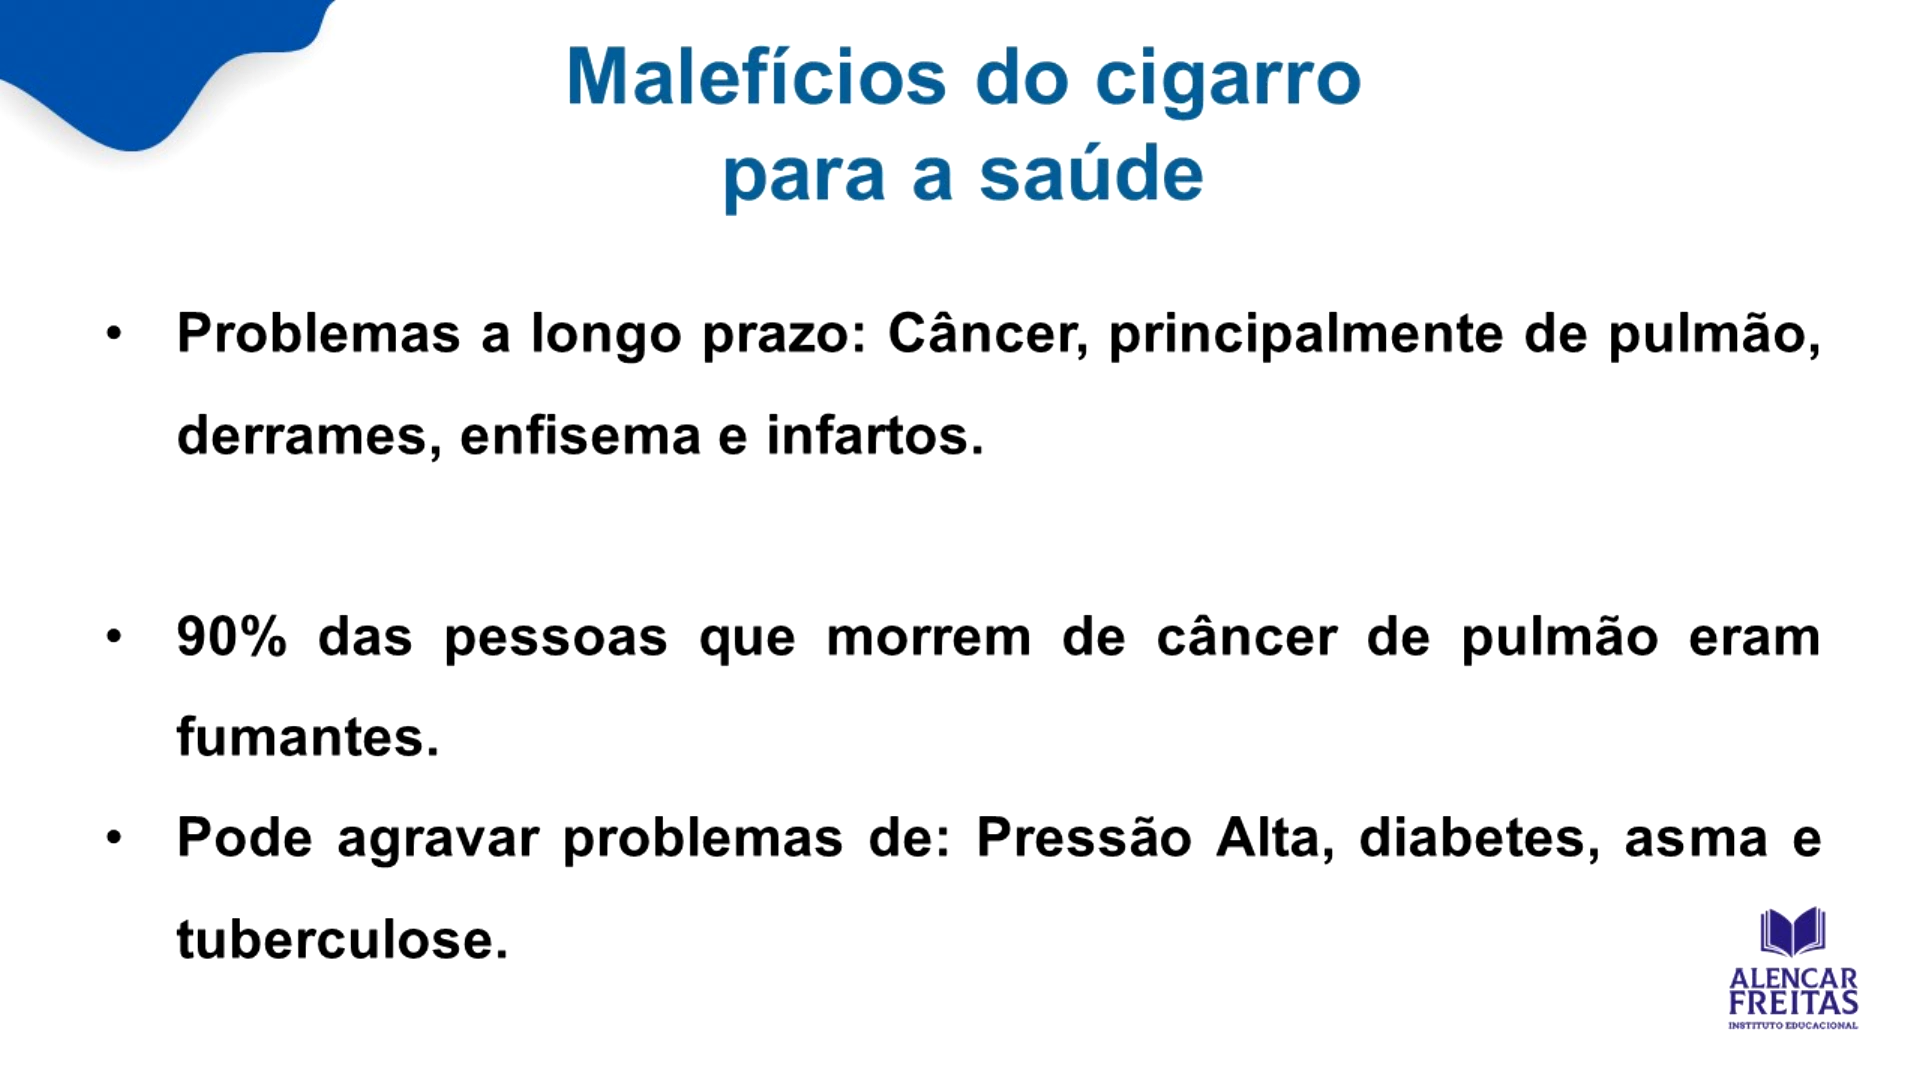 Malefícios do cigarro
para a saúde
• Problemas a longo prazo: Câncer, principalmente de pulmão,
derrames, enfisema e infartos.
• 90% das pessoas que morrem de câncer de pulmão eram
fumantes.
• Pode agravar problemas de: Pressão Alta, diabetes, asma e
tuberculose.
ALENCAR
FREITAS
INSTITUTO EDUCACIONAL